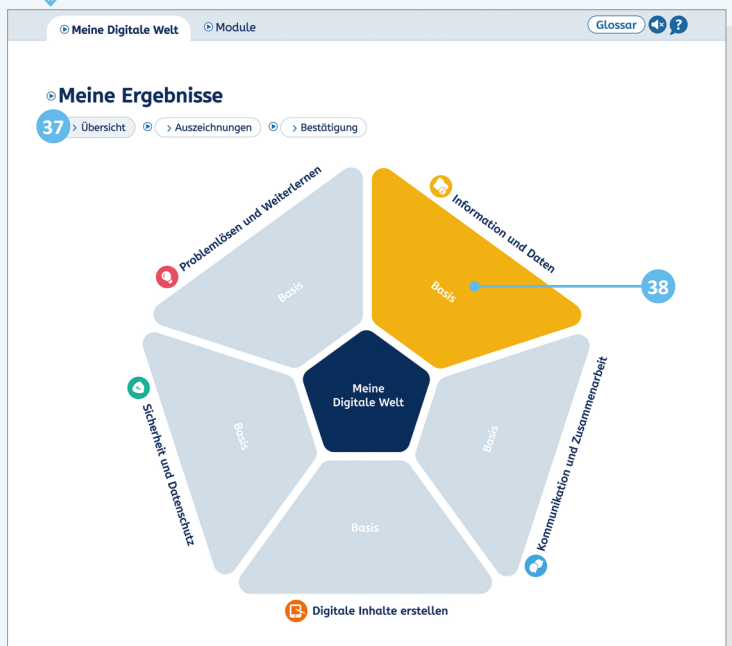 Meine Digitale Welt
Module
Glossar
?
Meine Ergebnisse
37
› Übersicht
› Auszeichnungen
› Bestätigung
Problemlösen und Weiterlernen
Information und Daten
Basis
Basis
38
Meine
Digitale Welt
Sicherheit und Datenschutz
Basis
Basis
Kommunikation und Zusammenarbeit
Basis
Digitale Inhalte erstellen